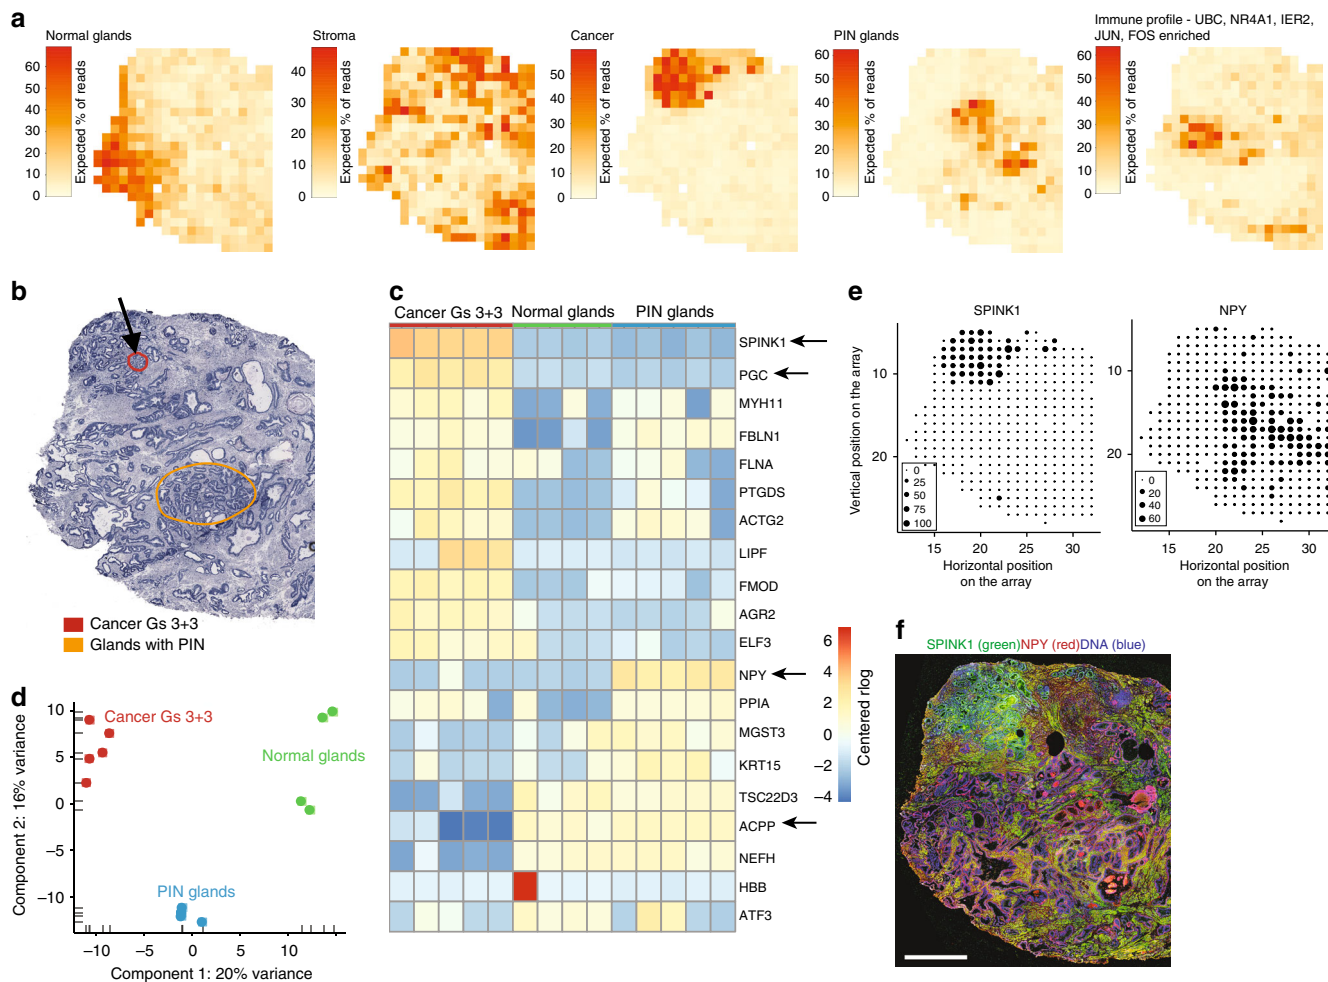 a
Normal glands
Stroma
Cancer
PIN glands
Immune profile - UBC, NR4A1, IER2,
JUN, FOS enriched
60
50
40
30
20
10
0
Expected % of reads
40
30
20
10
0
Expected % of reads
50
40
30
20
10
0
Expected % of reads
60
50
40
30
20
10
0
Expected % of reads
60
50
40
30
20
10
0
Expected % of reads
b
Cancer Gs 3+3
Glands with PIN
c
Cancer Gs 3+3
Normal glands
PIN glands
SPINK1
PGC
MYH11
FBLN1
FLNA
PTGDS
ACTG2
LIPF
FMOD
AGR2
ELF3
NPY
PPIA
MGST3
KRT15
TSC22D3
ACPP
NEFH
HBB
ATF3
6
4
2
0
−2
−4
Centered rlog
d
Cancer Gs 3+3
Normal glands
PIN glands
10
5
0
−5
−10
Component 2: 16% variance
−10
−5
0
5
10
Component 1: 20% variance
e
SPINK1
10
20
Vertical position on the array
0
25
50
75
100
15
20
25
30
Horizontal position
on the array
NPY
10
20
0
20
40
60
15
20
25
30
Horizontal position
on the array
f
SPINK1 (green)NPY (red)DNA (blue)